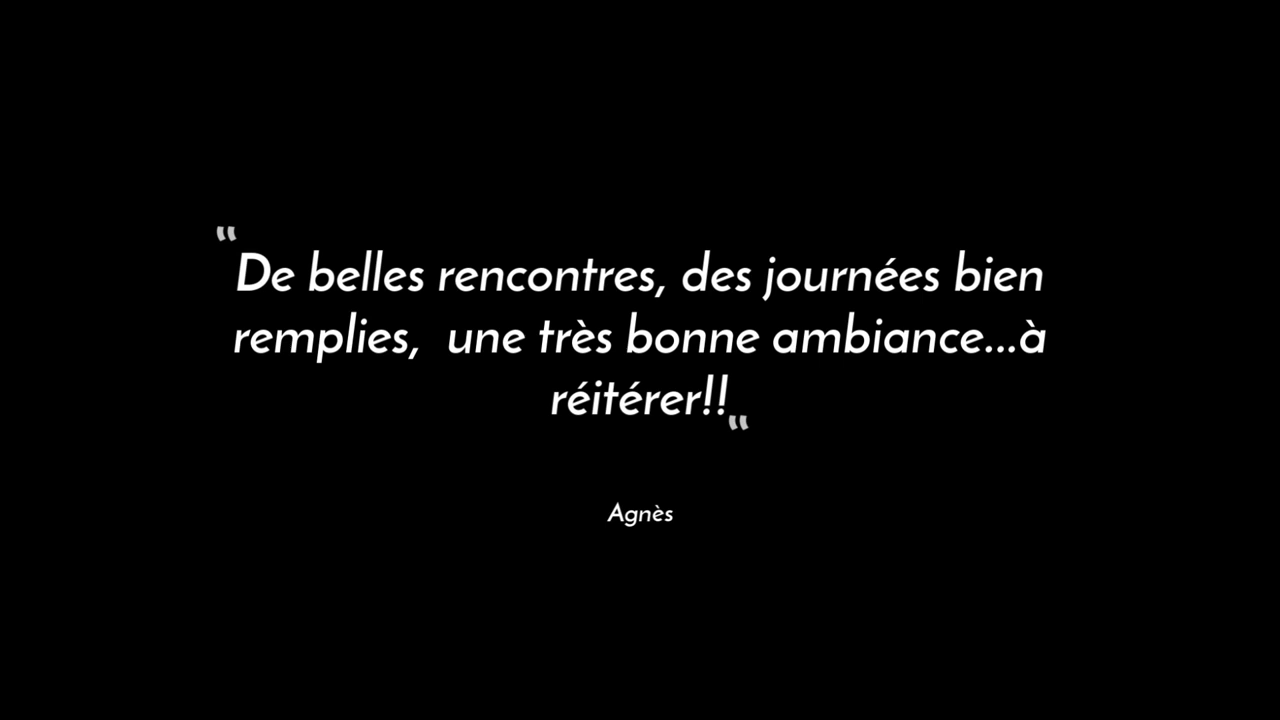 "De belles rencontres, des journées bien
remplies,  une très bonne ambiance...à
réitérer!!"
Agnès